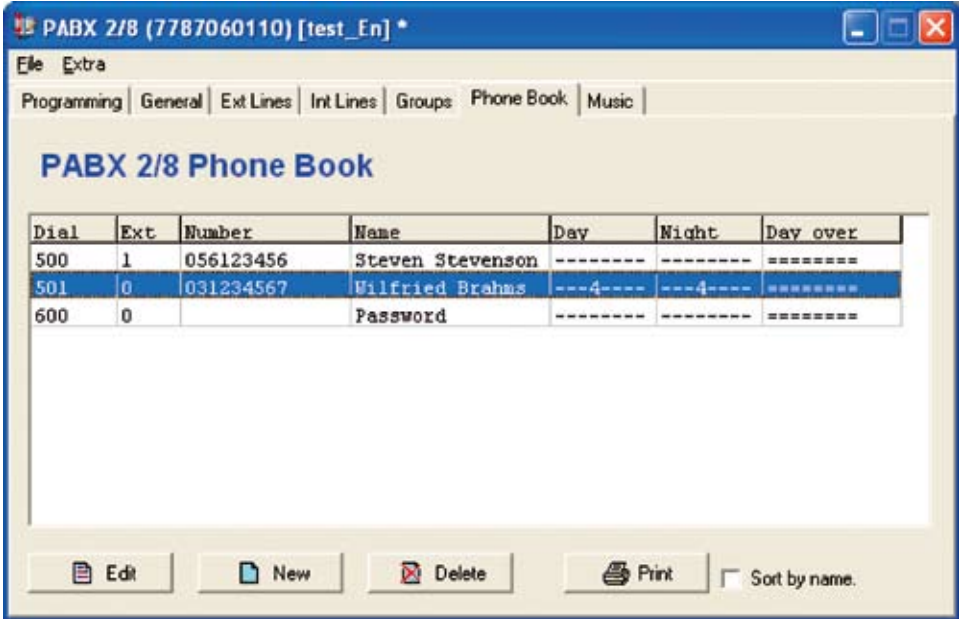 PABX 2/8 (7787060110) [test_En] *
File Extra
Programming General Ext Lines Int Lines Groups Phone Book Music
PABX 2/8 Phone Book
Dial Ext Number Name Day Night Day over
500 1 056123456 Steven Stevenson -------- -------- ========
501 0 031234567 Wilfried Brahms ---4---- ---4---- ========
600 0 Password -------- -------- ========
Edit New Delete Print Sort by name.